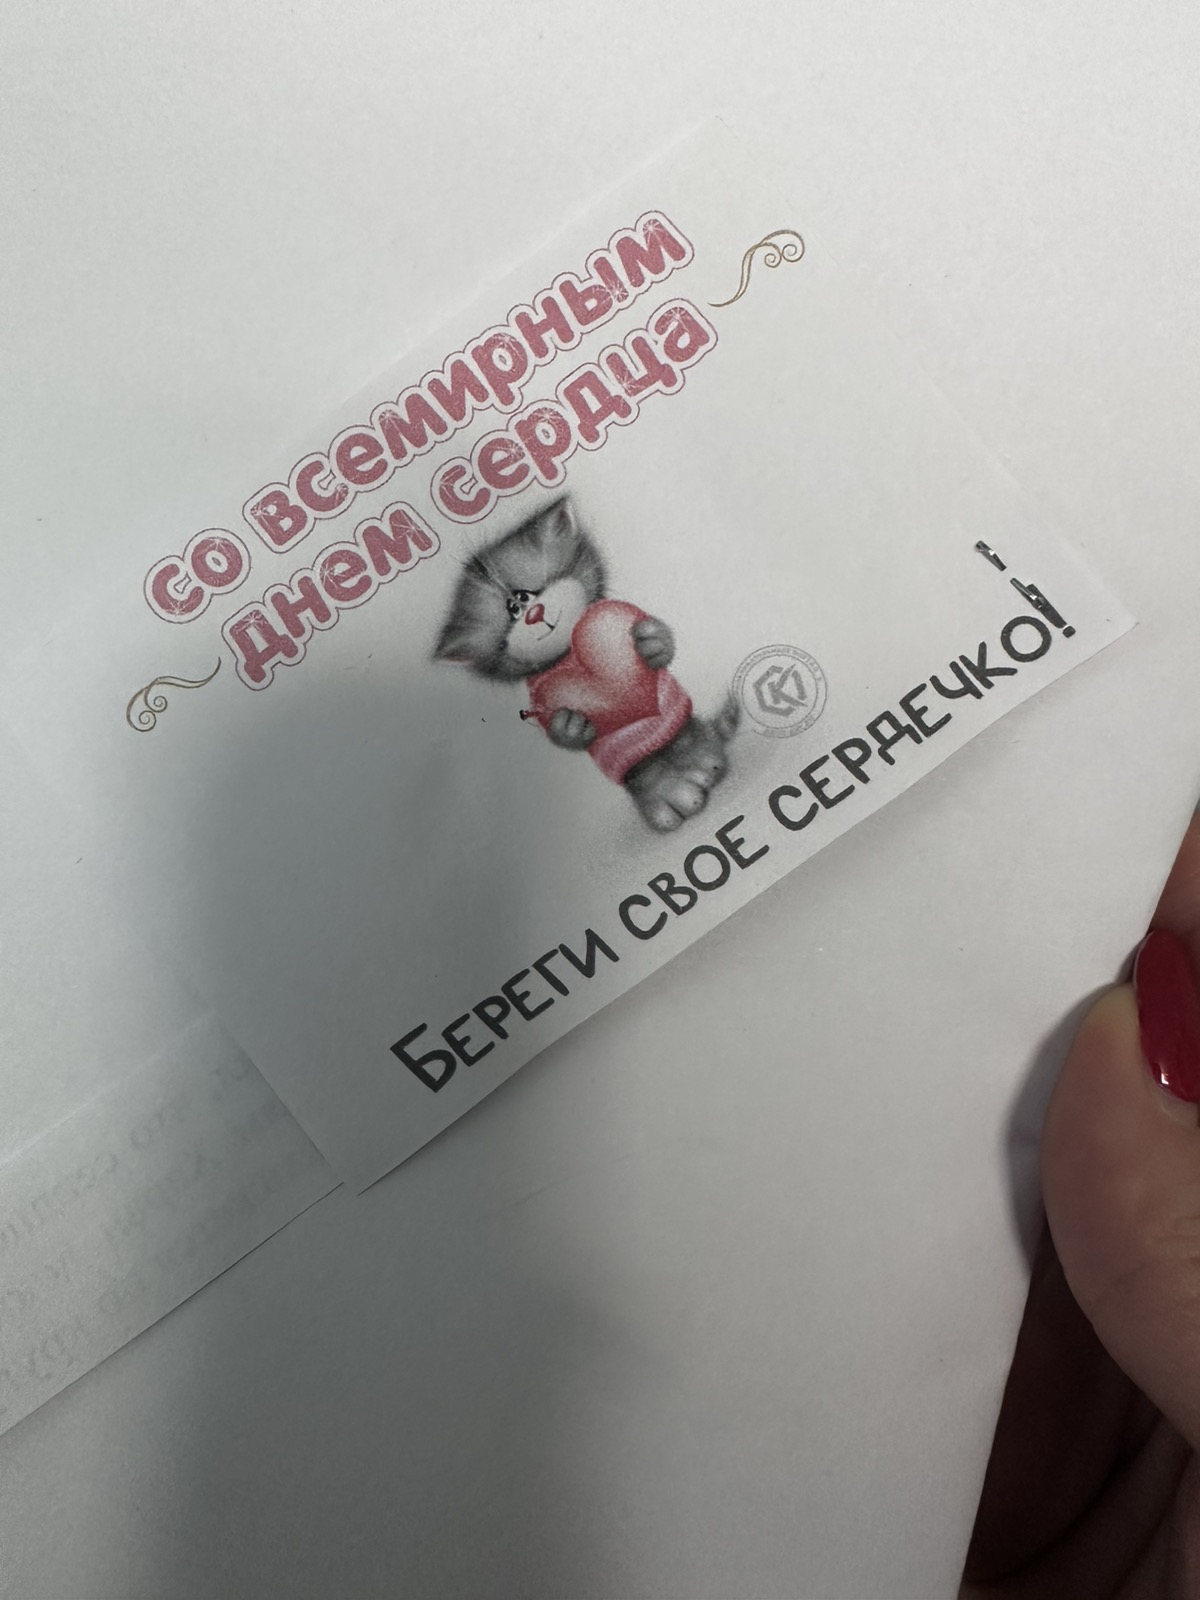 со всемирным
днем сердца
БЕРЕГИ СВОЕ СЕРДЕЧКО!